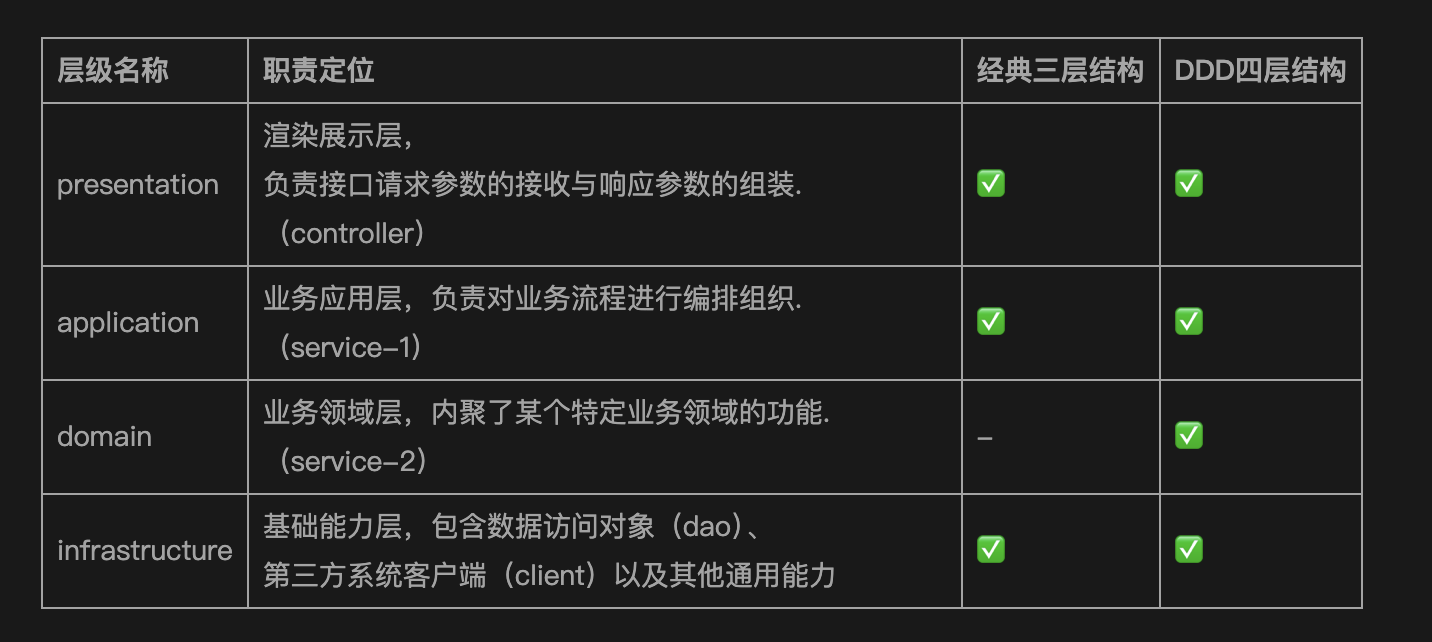 层级名称 职责定位 经典三层结构 DDD四层结构
渲染展示层，
presentation 负责接口请求参数的接收与响应参数的组装. ✅ ✅
（controller）
业务应用层，负责对业务流程进行编排组织.
application ✅ ✅
（service-1）
业务领域层，内聚了某个特定业务领域的功能.
domain – ✅
（service-2）
基础能力层，包含数据访问对象（dao）、
infrastructure ✅ ✅
第三方系统客户端（client）以及其他通用能力